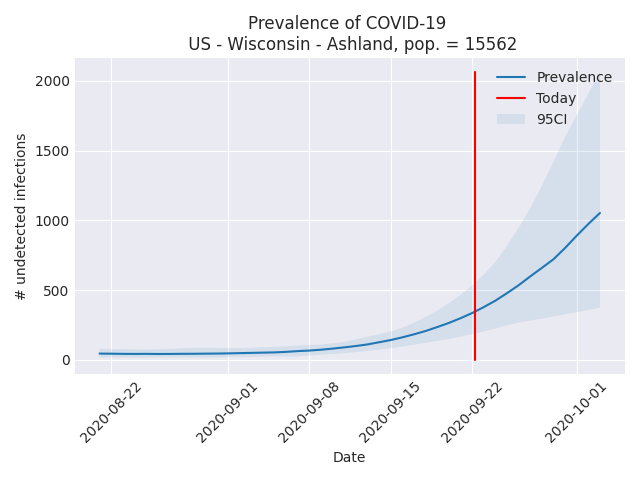 Prevalence of COVID-19
US - Wisconsin - Ashland, pop. = 15562
Prevalence
Today
95CI
# undetected infections
2000
1500
1000
500
0
2020-08-22
2020-09-01
2020-09-08
2020-09-15
2020-09-22
2020-10-01
Date